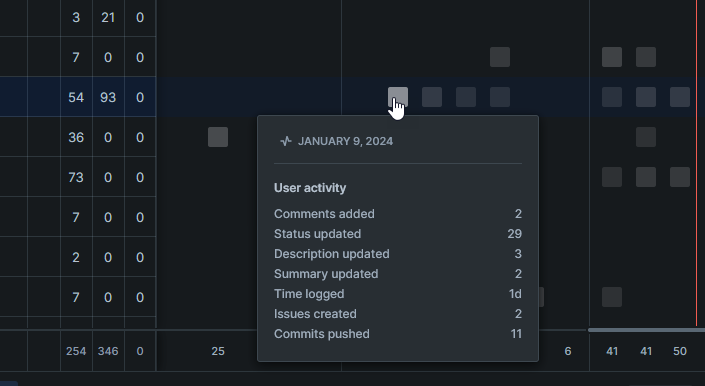 3 21 0
7 0 0
54 93 0
36 0 0
JANUARY 9, 2024
73 0 0
User activity
7 0 0
Comments added 2
Status updated 29
2 0 0
Description updated 3
Summary updated 2
7 0 0
Time logged 1d
Issues created 2
Commits pushed 11
254 346 0 25 6 41 41 50